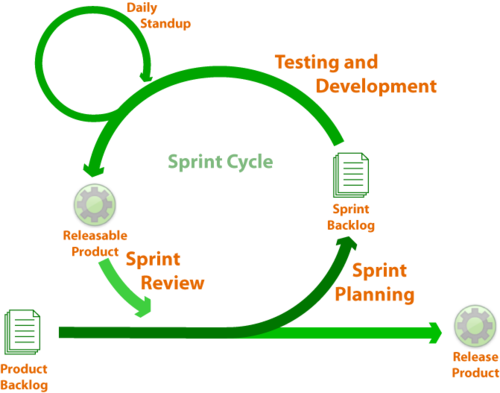 Daily
Standup
Testing and
Development
Sprint Cycle
Sprint
Backlog
Releasable
Product
Sprint
Review
Sprint
Planning
Product
Backlog
Release
Product